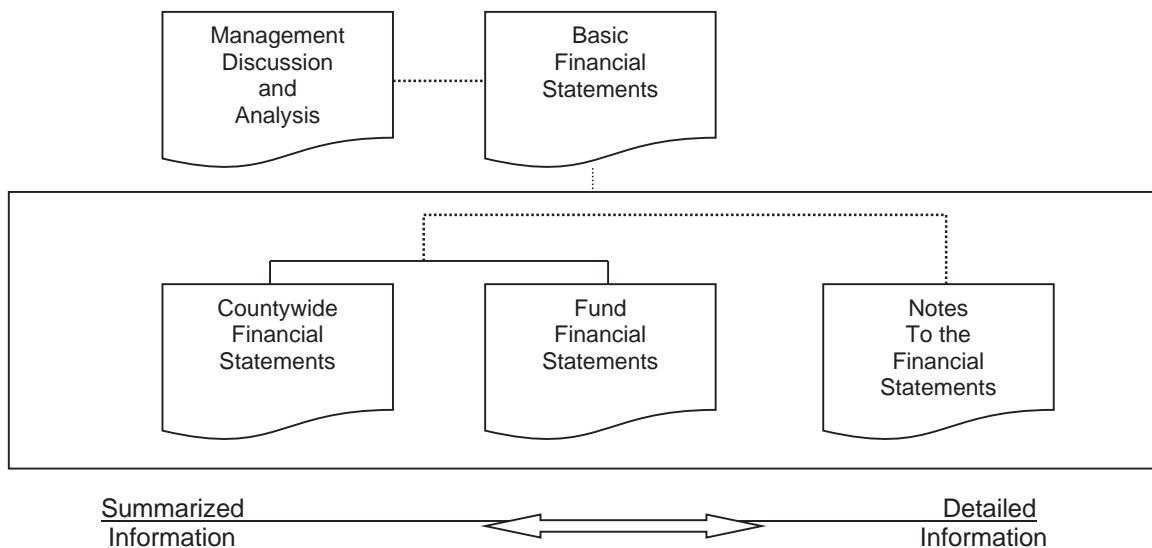 Management
Discussion
and
Analysis
Basic
Financial
Statements
Countywide
Financial
Statements
Fund
Financial
Statements
Notes
To the
Financial
Statements
Summarized
Information
Detailed
Information